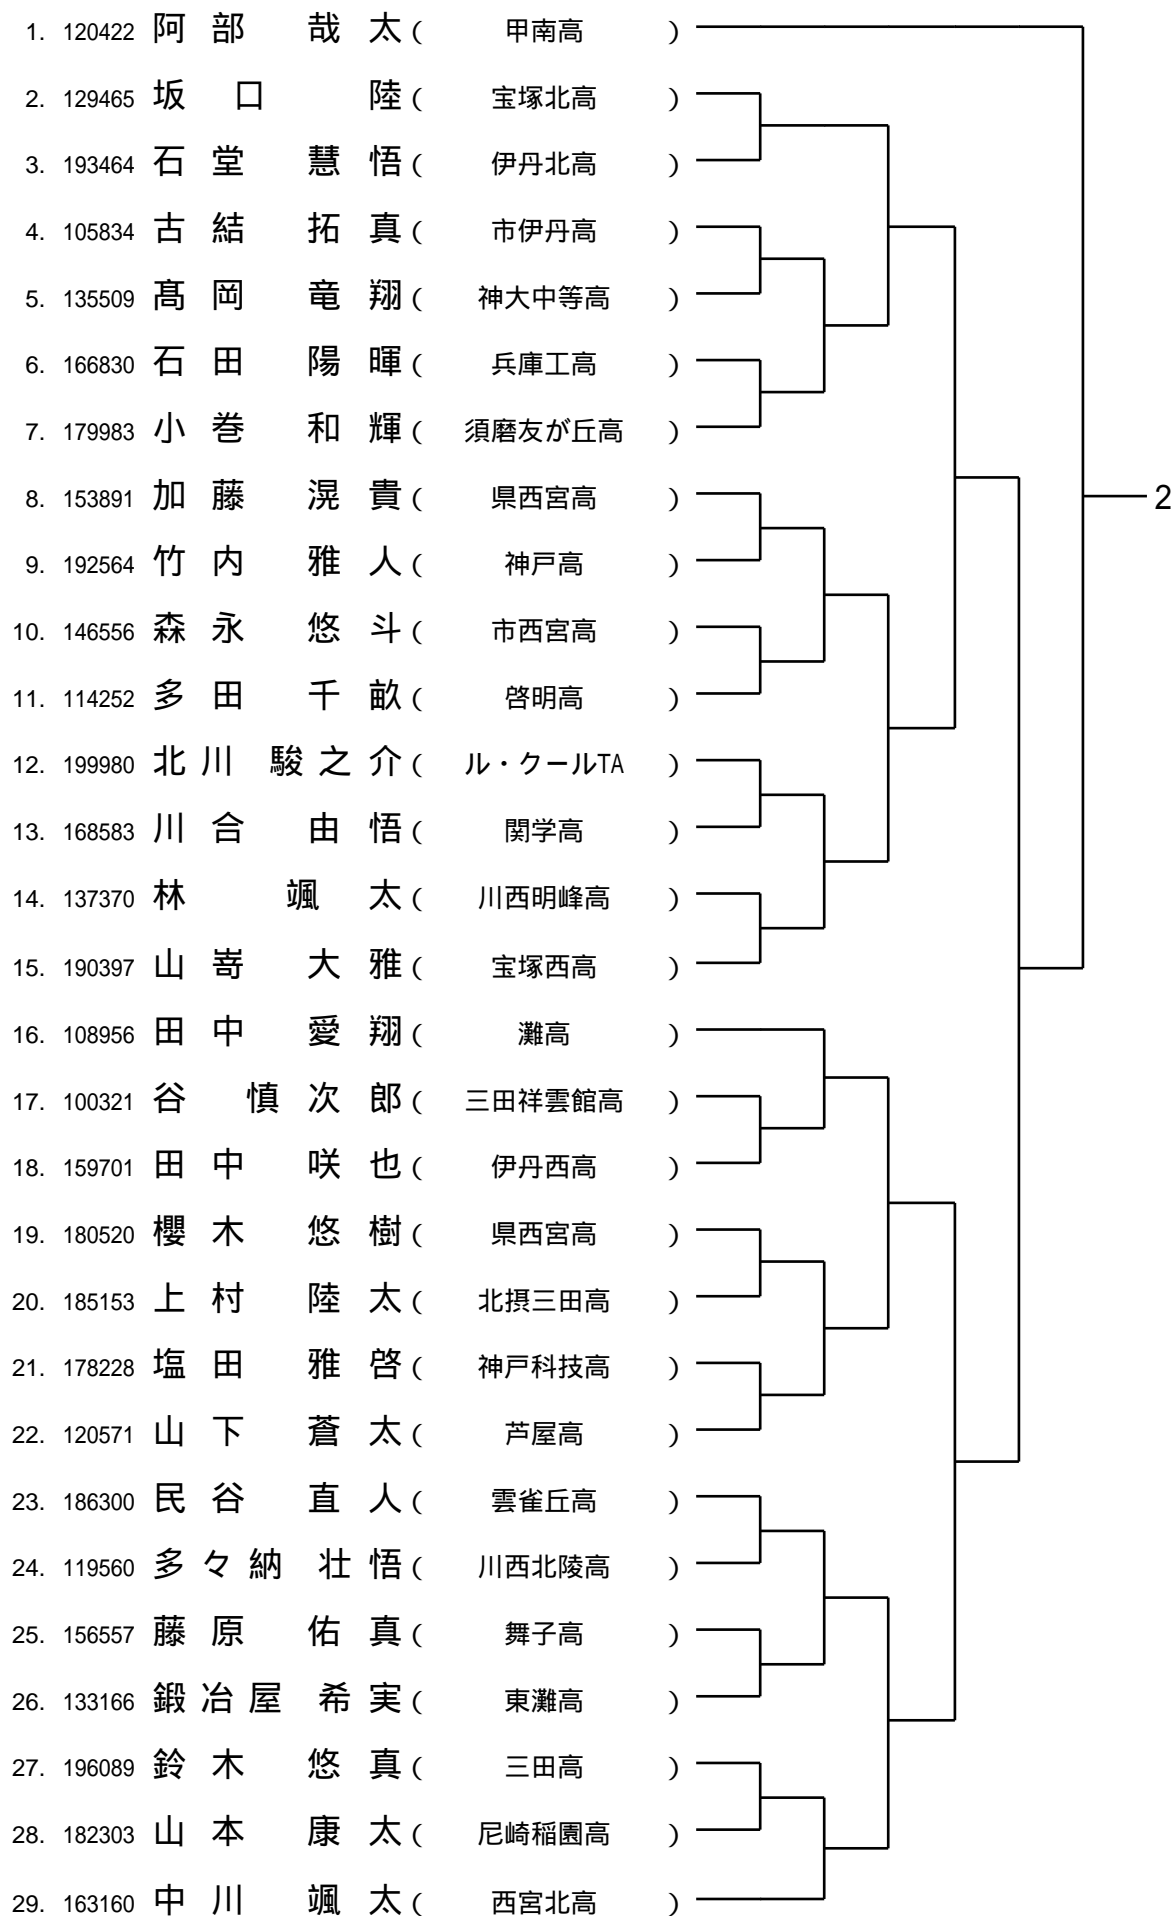 1. 120422 阿部 哉太( 甲南高 )
2. 129465 坂口 陸( 宝塚北高 )
3. 193464 石堂 慧悟( 伊丹北高 )
4. 105834 古結 拓真( 市伊丹高 )
5. 135509 髙岡 竜翔( 神大中等高 )
6. 166830 石田 陽暉( 兵庫工高 )
7. 179983 小巻 和輝( 須磨友が丘高 )
8. 153891 加藤 滉貴( 県西宮高 )
2
9. 192564 竹内 雅人( 神戸高 )
10. 146556 森永 悠斗( 市西宮高 )
11. 114252 多田 千畝( 啓明高 )
12. 199980 北川 駿之介( ル・クールTA )
13. 168583 川合 由悟( 関学高 )
14. 137370 林 颯太( 川西明峰高 )
15. 190397 山嵜 大雅( 宝塚西高 )
16. 108956 田中 愛翔( 灘高 )
17. 100321 谷 慎次郎( 三田祥雲館高 )
18. 159701 田中 咲也( 伊丹西高 )
19. 180520 櫻木 悠樹( 県西宮高 )
20. 185153 上村 陸太( 北摂三田高 )
21. 178228 塩田 雅啓( 神戸科技高 )
22. 120571 山下 蒼太( 芦屋高 )
23. 186300 民谷 直人( 雲雀丘高 )
24. 119560 多々納 壮悟( 川西北陵高 )
25. 156557 藤原 佑真( 舞子高 )
26. 133166 鍛冶屋 希実( 東灘高 )
27. 196089 鈴木 悠真( 三田高 )
28. 182303 山本 康太( 尼崎稲園高 )
29. 163160 中川 颯太( 西宮北高 )